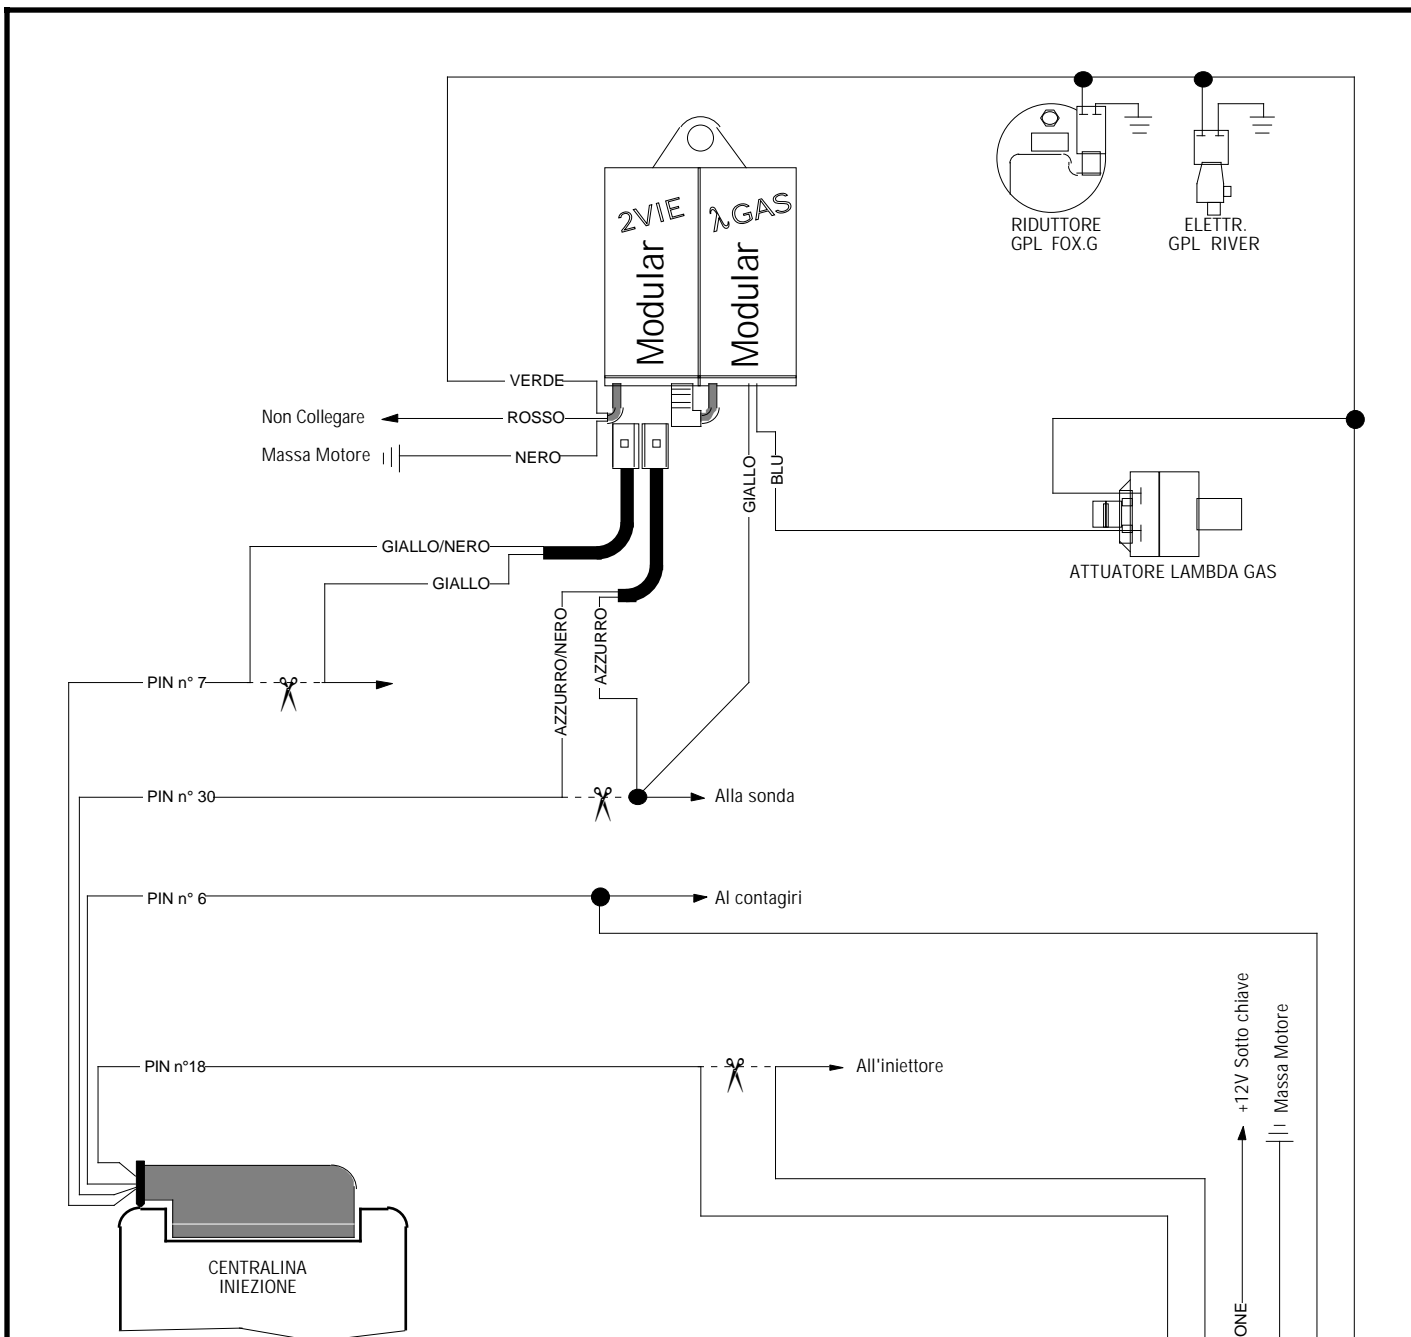 2VIE
λGAS
Modular
Modular
RIDUTTORE
GPL FOX.G
ELETTR.
GPL RIVER
VERDE
Non Collegare
ROSSO
Massa Motore
NERO
GIALLO
BLU
GIALLO/NERO
GIALLO
ATTUATORE LAMBDA GAS
AZZURRO/NERO
AZZURRO
PIN n° 7
PIN n° 30
Alla sonda
PIN n° 6
Al contagiri
+12V Sotto chiave
Massa Motore
PIN n°18
All'iniettore
CENTRALINA
INIEZIONE
ONE